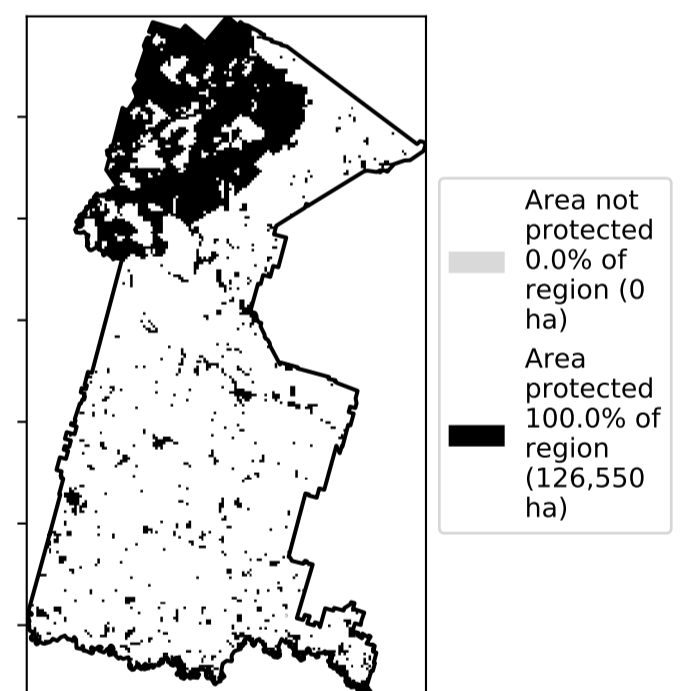 Area not
protected
0.0% of
region (0
ha)
Area
protected
100.0% of
region
(126,550
ha)